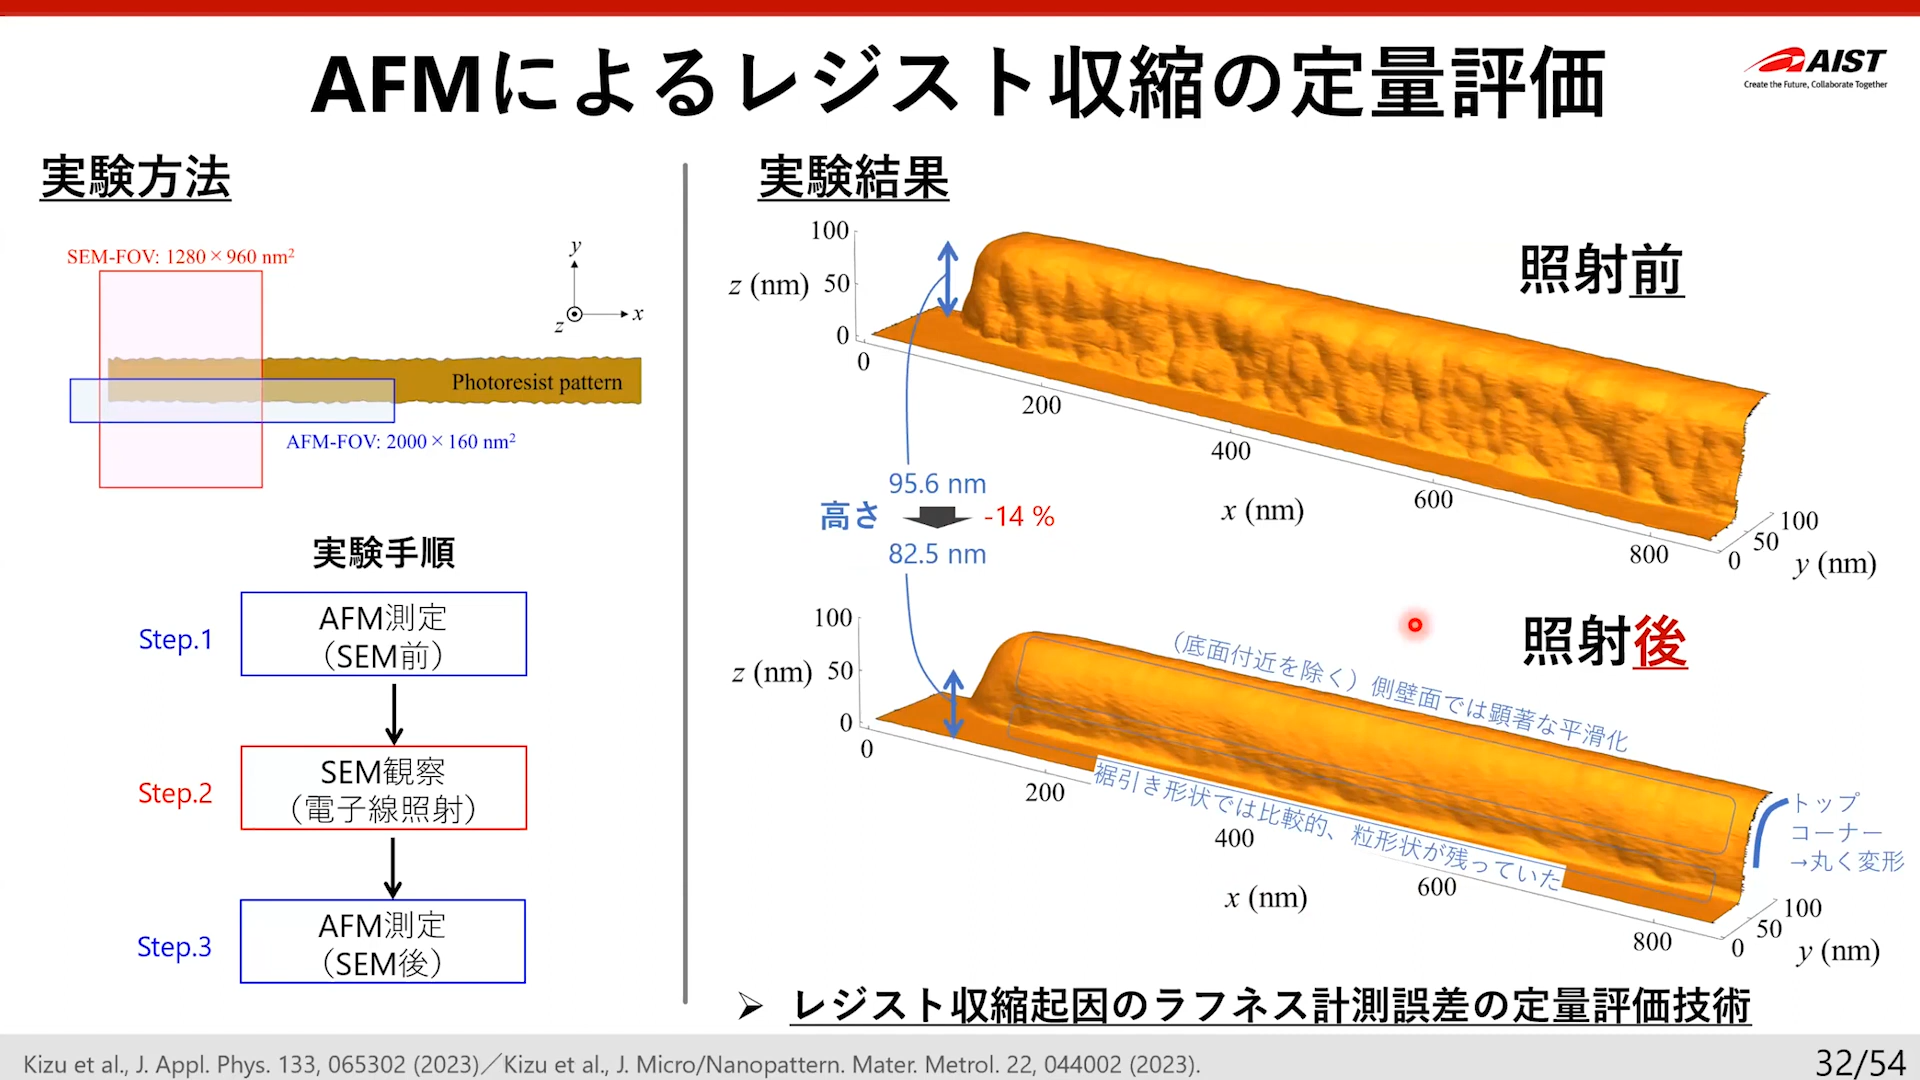 AFMによるレジスト収縮の定量評価
AIST
Create the Future, Collaborate Together
実験方法
SEM-FOV: 1280×960 nm²
y
x
z
Photoresist pattern
AFM-FOV: 2000×160 nm²
実験手順
Step.1
AFM測定
（SEM前）
Step.2
SEM観察
（電子線照射）
Step.3
AFM測定
（SEM後）
実験結果
照射前
100
z (nm) 50
0
0
200
400
600
800
x (nm)
0
50
100
y (nm)
95.6 nm
高さ
-14 %
82.5 nm
照射後
100
z (nm) 50
0
0
200
400
600
800
x (nm)
0
50
100
y (nm)
（底面付近を除く）側壁面では顕著な平滑化
裾引き形状では比較的、粒形状が残っていた
トップ
コーナー
→丸く変形
➢ レジスト収縮起因のラフネス計測誤差の定量評価技術
Kizu et al., J. Appl. Phys. 133, 065302 (2023)／Kizu et al., J. Micro/Nanopattern. Mater. Metrol. 22, 044002 (2023).
32/54